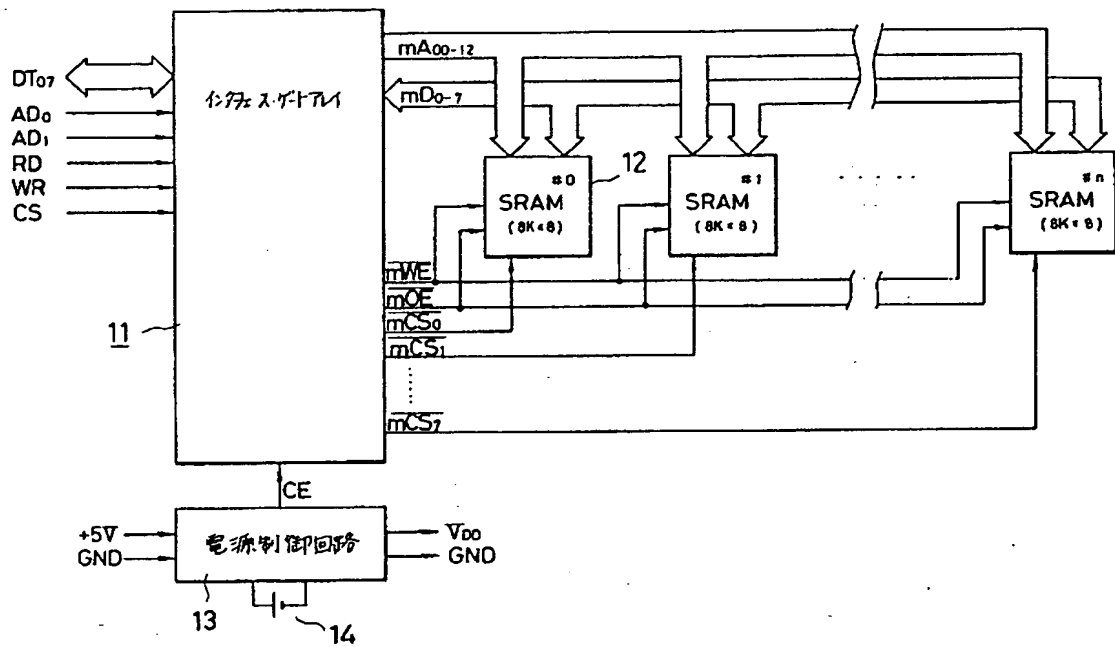 mA00-12
DT07
インタフェス・ゲートアレイ
mD0-7
AD0
AD1
RD
WR
CS
#0
SRAM
(8K×8)
12
#1
SRAM
(8K×8)
.....
#n
SRAM
(8K×8)
mWE
mOE
mCS0
mCS1
mCS7
11
CE
+5V
GND
電源制御回路
VDD
GND
13
14